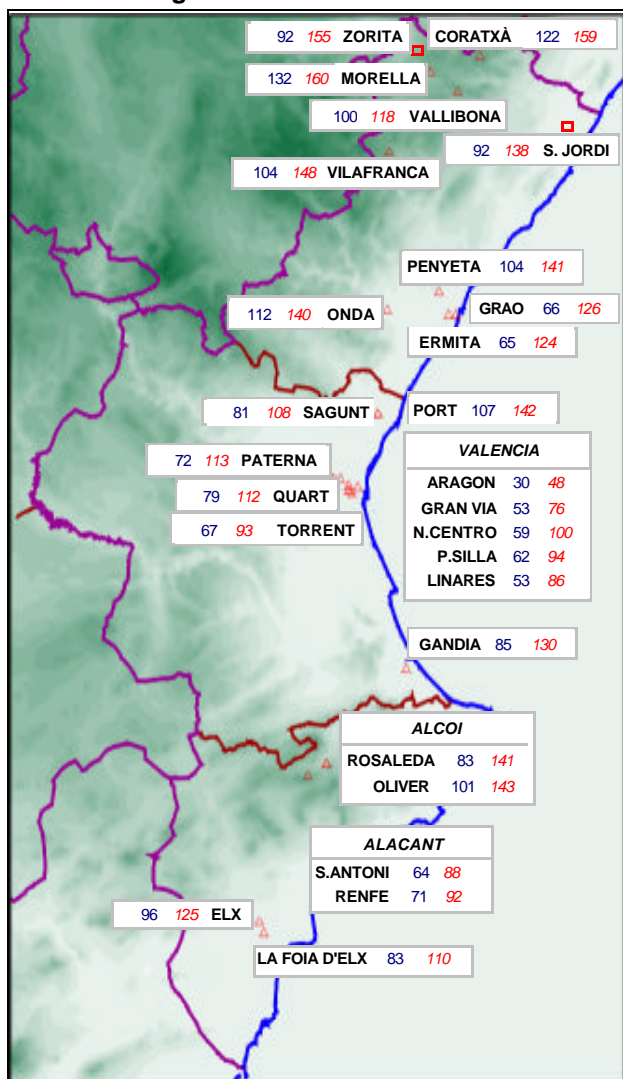 92 155 ZORITA
CORATXÀ 122 159
132 160 MORELLA
100 118 VALLIBONA
92 138 S. JORDI
104 148 VILAFRANCA
PENYETA 104 141
112 140 ONDA
GRAO 66 126
ERMITA 65 124
81 108 SAGUNT
PORT 107 142
VALENCIA
ARAGON 30 48
GRAN VIA 53 76
N.CENTRO 59 100
P.SILLA 62 94
LINARES 53 86
72 113 PATERNA
79 112 QUART
67 93 TORRENT
GANDIA 85 130
ALCOI
ROSALEDA 83 141
OLIVER 101 143
ALACANT
S.ANTONI 64 88
RENFE 71 92
96 125 ELX
LA FOIA D'ELX 83 110